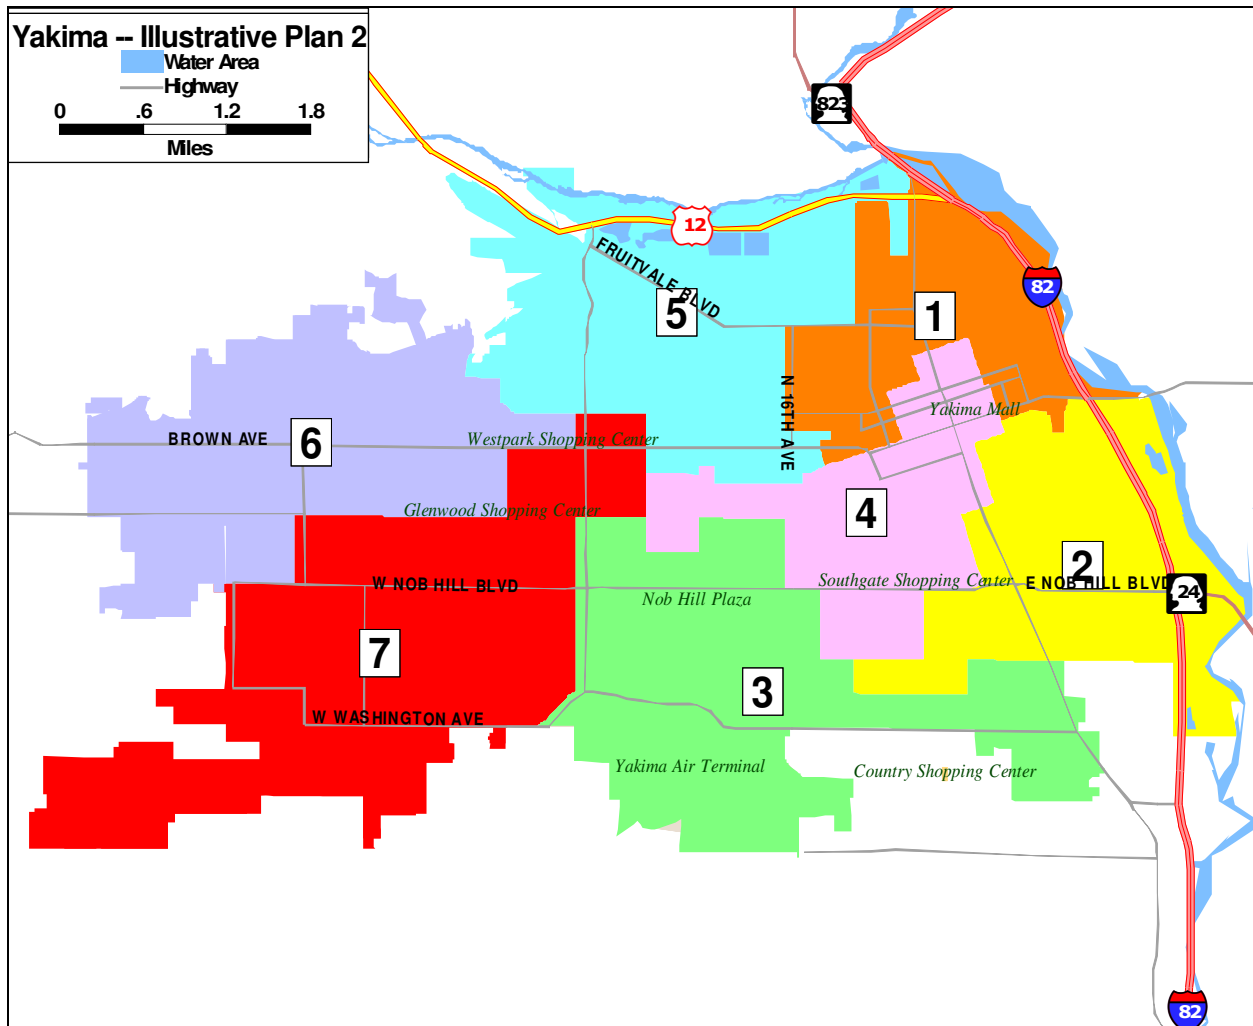 Yakima -- Illustrative Plan 2
Water Area
Highway
0 .6 1.2 1.8
Miles
823
12
FRUITVALE BLVD
82
5
1
N 16TH AVE
Yakima Mall
BROWN AVE
6
Westpark Shopping Center
Glenwood Shopping Center
4
2
W NOB HILL BLVD
Southgate Shopping Center
E NOB HILL BLVD
24
Nob Hill Plaza
7
3
W WASHINGTON AVE
Yakima Air Terminal
Country Shopping Center
82